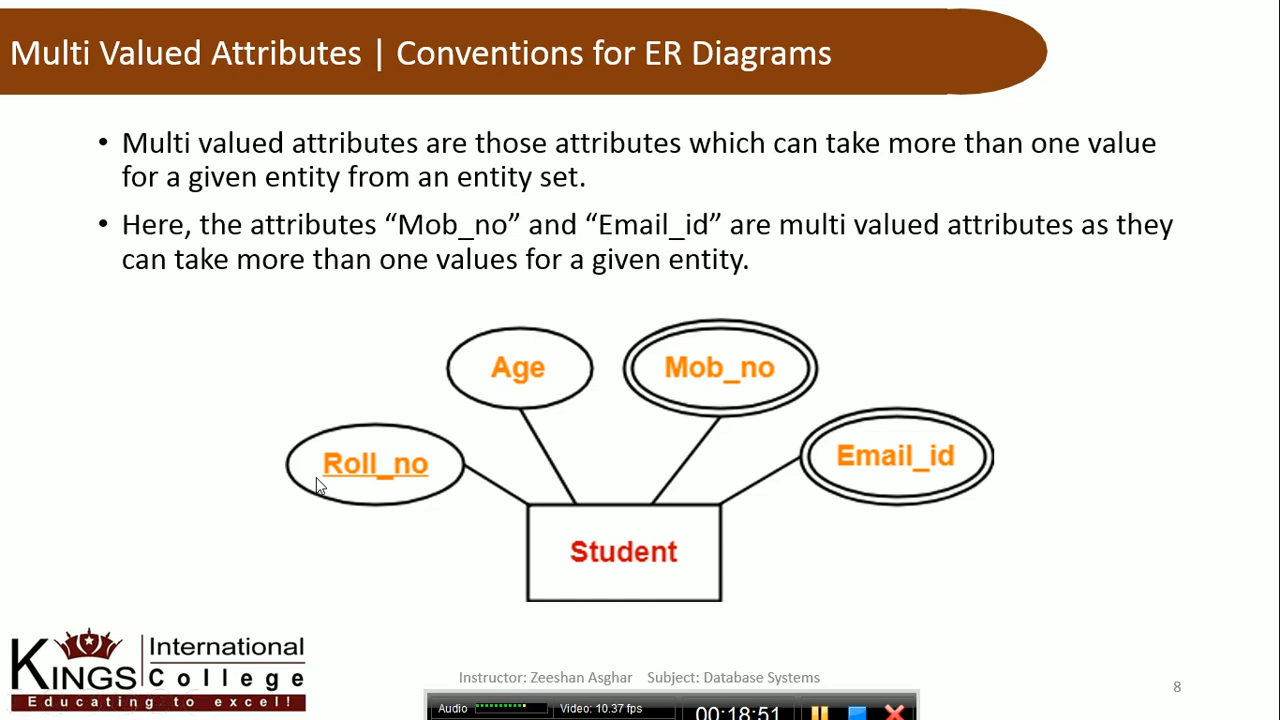 Multi Valued Attributes | Conventions for ER Diagrams
• Multi valued attributes are those attributes which can take more than one value
for a given entity from an entity set.
• Here, the attributes “Mob_no” and “Email_id” are multi valued attributes as they
can take more than one values for a given entity.
Age
Mob_no
Roll_no
Email_id
Student
KINGS International College
Educating to excel!
Instructor: Zeeshan Asghar Subject: Database Systems
8
Audio
Video: 10.37 fps
00:18:51